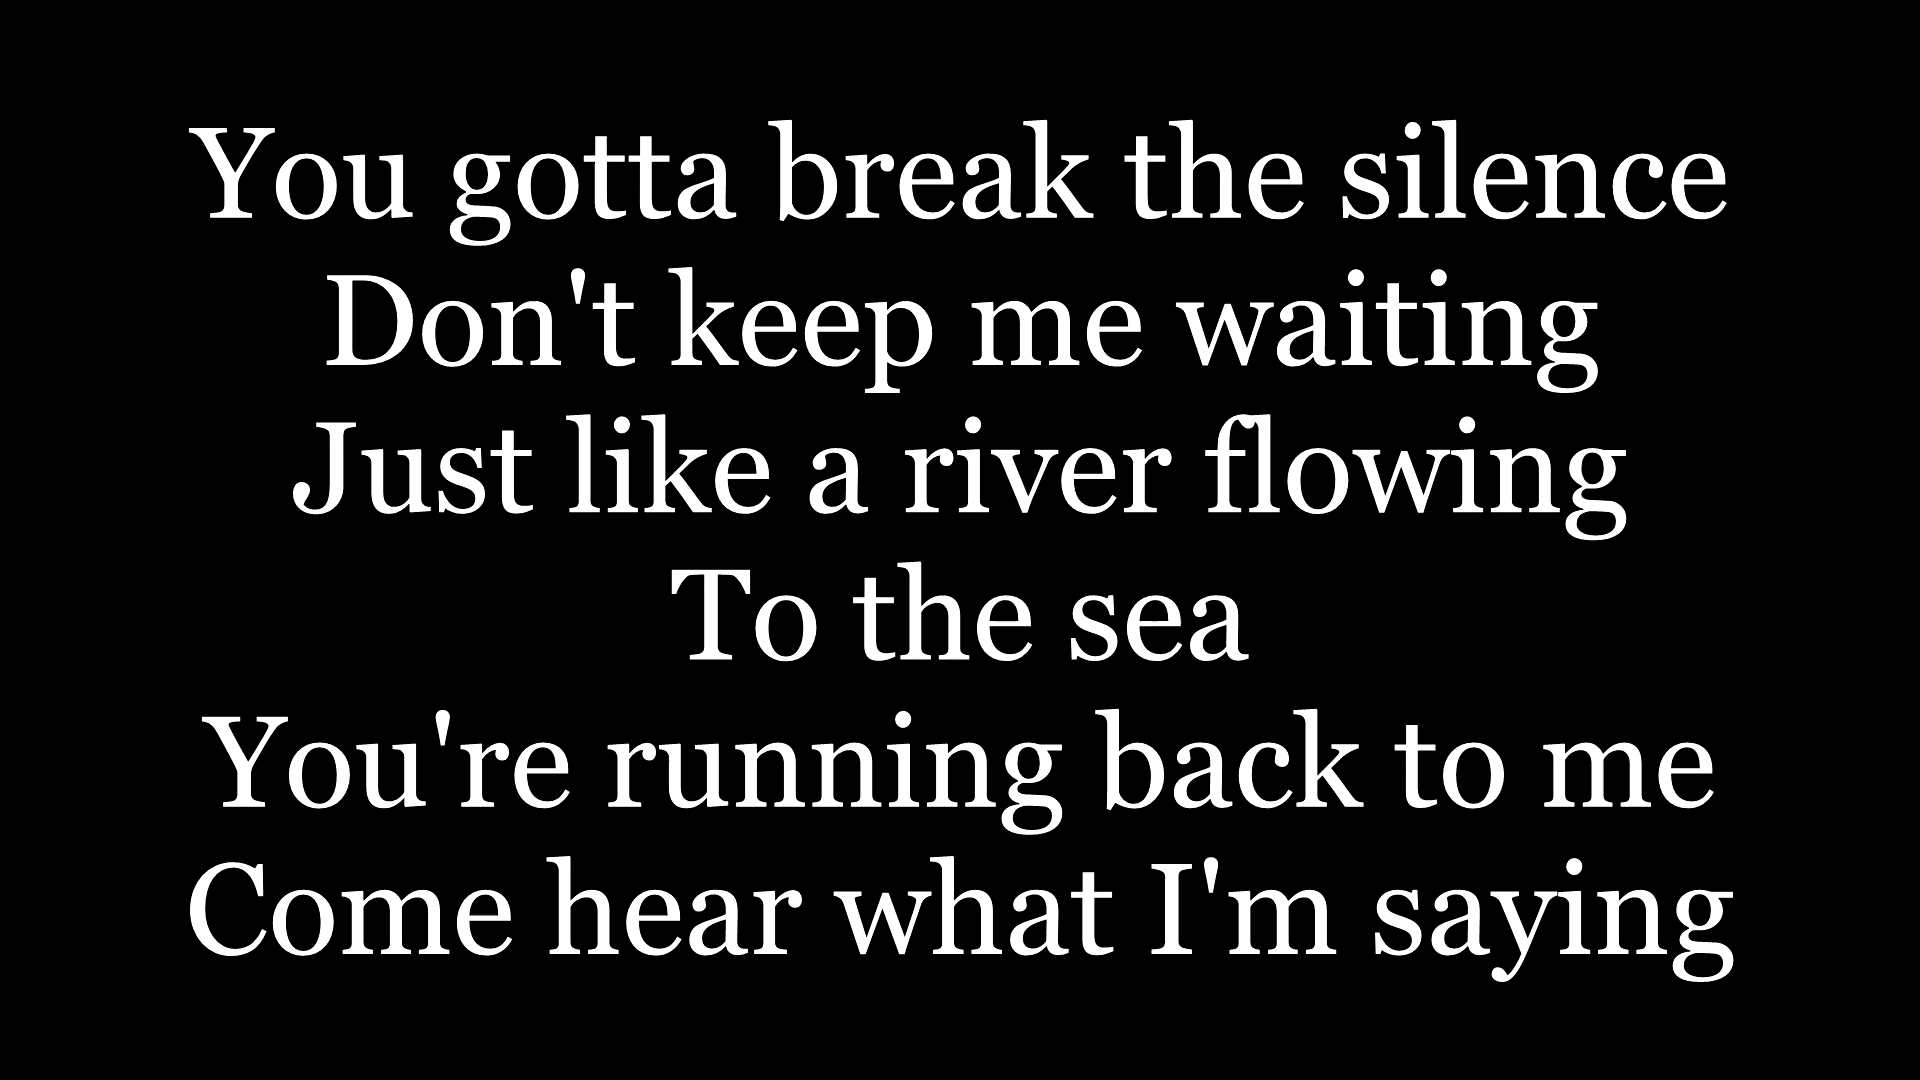 You gotta break the silence
Don't keep me waiting
Just like a river flowing
To the sea
You're running back to me
Come hear what I'm saying